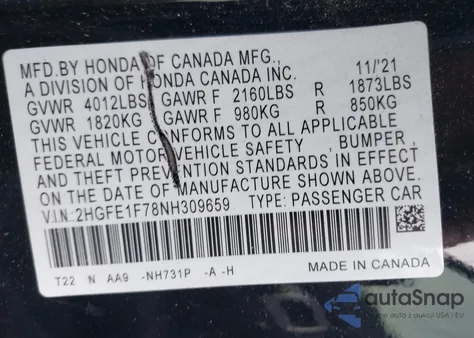 MFD.BY HONDA OF CANADA MFG.,
A DIVISION OF HONDA CANADA INC. 11/'21
GVWR 4012LBS GAWR F 2160LBS R 1873LBS
GVWR 1820KG GAWR F 980KG R 850KG
THIS VEHICLE CONFORMS TO ALL APPLICABLE
FEDERAL MOTOR VEHICLE SAFETY , BUMPER ,
AND THEFT PREVENTION STANDARDS IN EFFECT
ON THE DATE OF MANUFACTURE SHOWN ABOVE.
V.I.N: 2HGFE1F78NH309659 TYPE: PASSENGER CAR
T22 N AA9 -NH731P -A -H
MADE IN CANADA
autaSnap